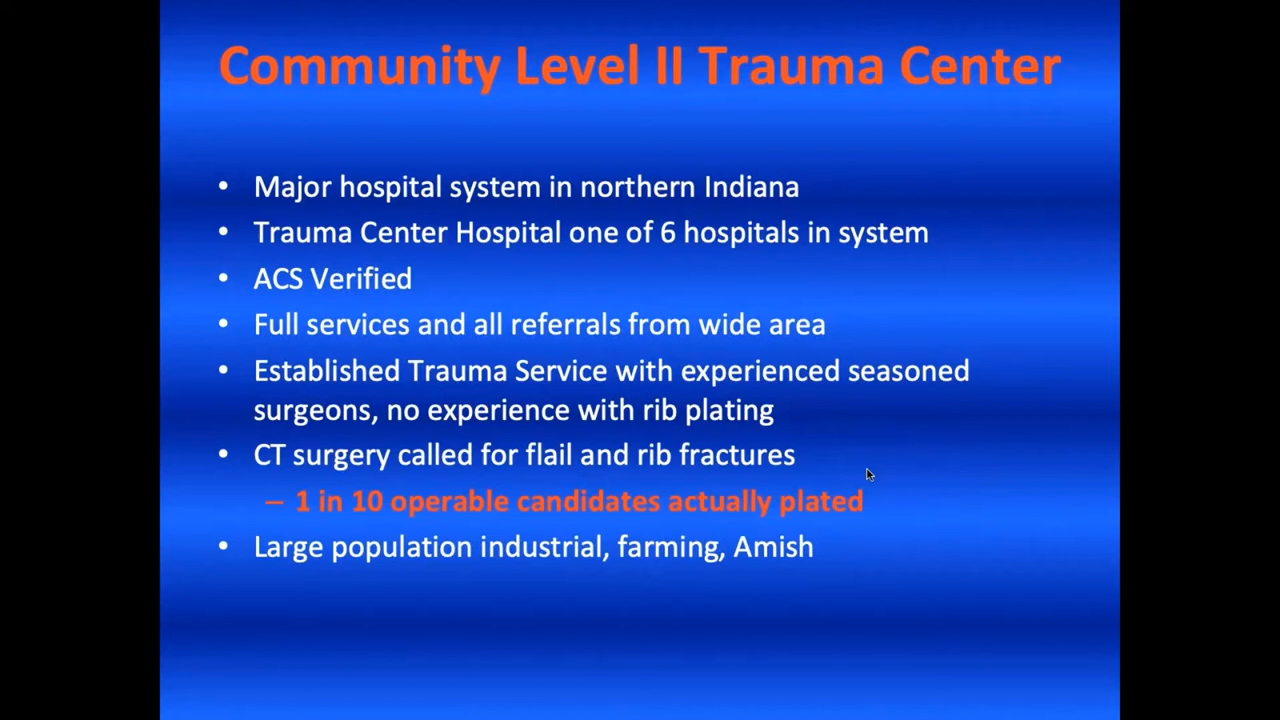 Community Level II Trauma Center
• Major hospital system in northern Indiana
• Trauma Center Hospital one of 6 hospitals in system
• ACS Verified
• Full services and all referrals from wide area
• Established Trauma Service with experienced seasoned
surgeons, no experience with rib plating
• CT surgery called for flail and rib fractures
– 1 in 10 operable candidates actually plated
• Large population industrial, farming, Amish